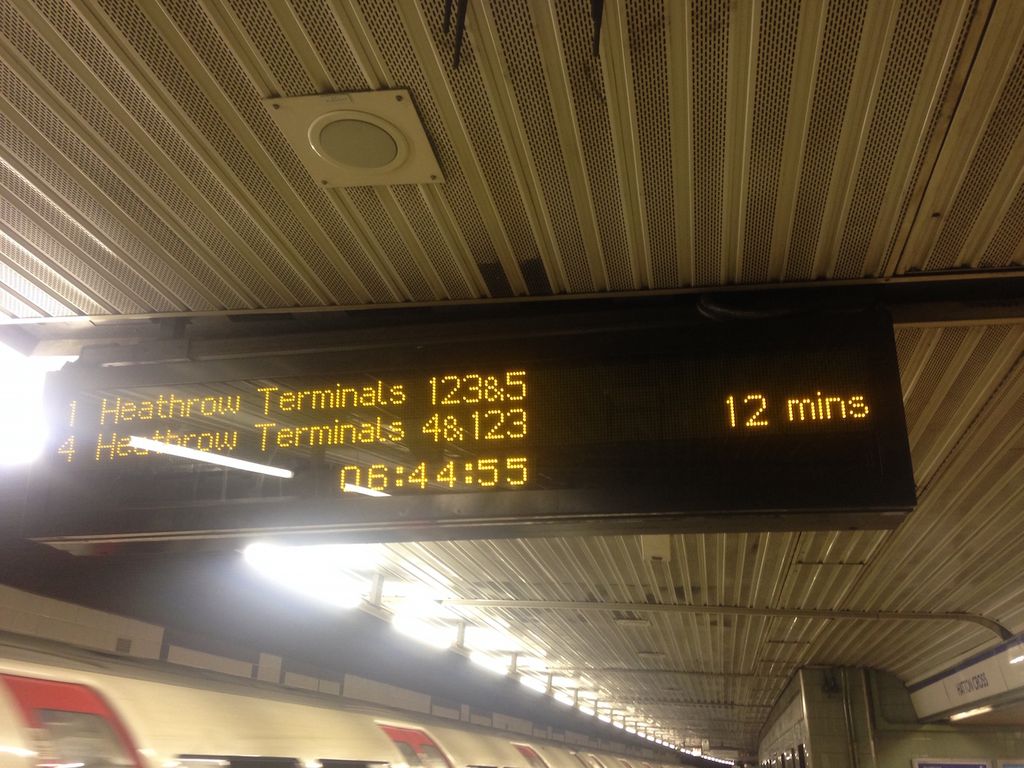 1 Heathrow Terminals 123&5
4 Heathrow Terminals 4&123 12 mins
06:44:55
HATTON CROSS